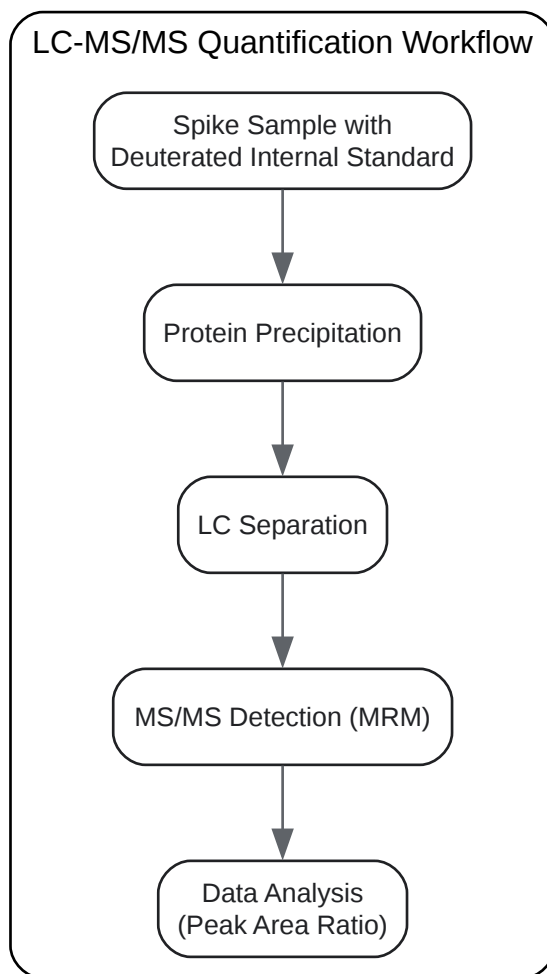 LC-MS/MS Quantification Workflow
Spike Sample with
Deuterated Internal Standard
Protein Precipitation
LC Separation
MS/MS Detection (MRM)
Data Analysis
(Peak Area Ratio)